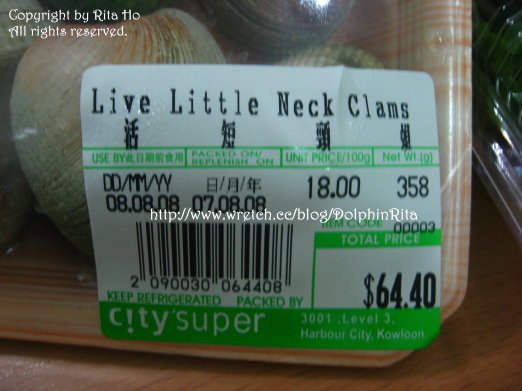 Copyright by Rita Ho
All rights reserved.
Live Little Neck Clams
活 短 頸 蜆
USE BY此日期前食用 PACKED ON/ REPLENISH ON UNIT PRICE/100g Net Wt.(g)
DD/MM/YY 日/月/年 18.00 358
08.08.08 07.08.08
http://www.wretch.cc/blog/DolphinRita
ITEM CODE 00003
TOTAL PRICE
2 090030 064408
$64.40
KEEP REFRIGERATED PACKED BY
c!ty'super
3001 .Level 3.
Harbour City, Kowloon.